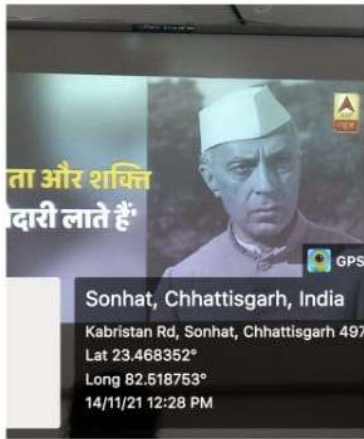 ABP
न्यूज़
ता और शक्ति
दारी लाते हैं'
GPS
Sonhat, Chhattisgarh, India
Kabristan Rd, Sonhat, Chhattisgarh 497
Lat 23.468352°
Long 82.518753°
14/11/21 12:28 PM